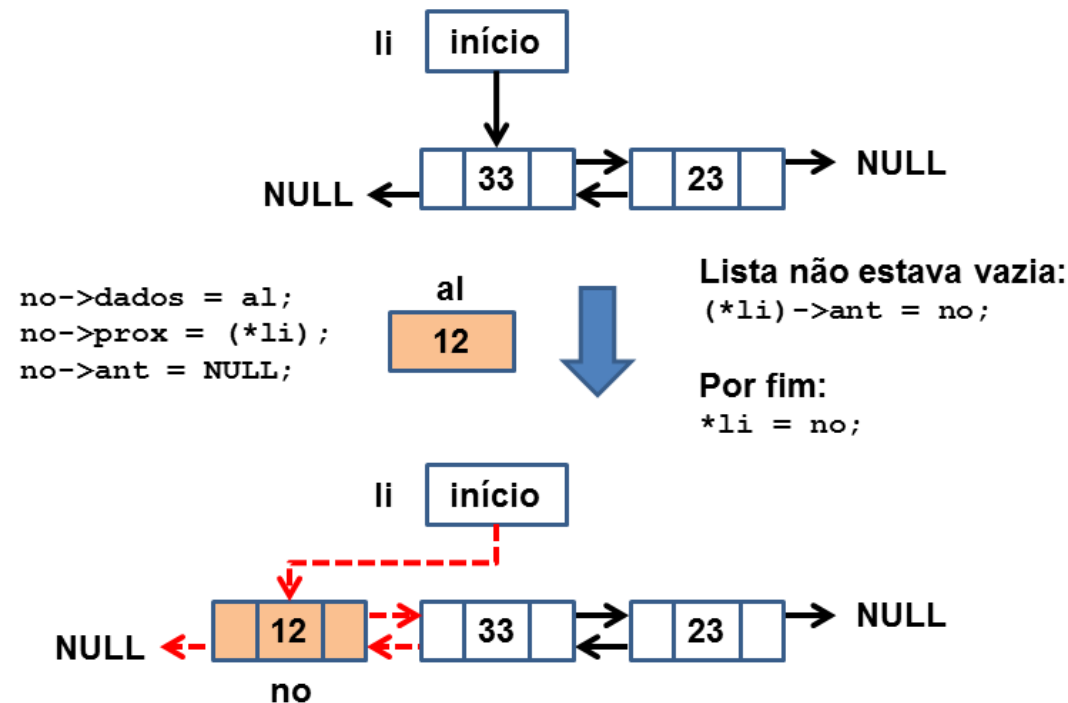 li início
NULL 33 23 NULL
no->dados = al;
no->prox = (*li);
no->ant = NULL;
al
12
Lista não estava vazia:
(*li)->ant = no;
Por fim:
*li = no;
li início
NULL 12 33 23 NULL
no